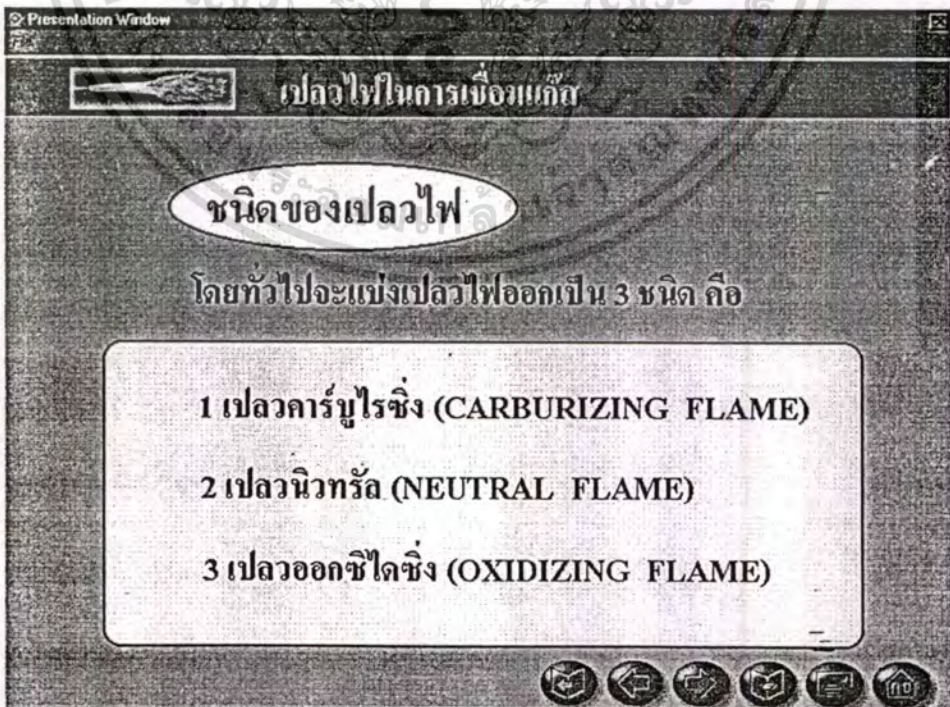 Presentation Window
เปลวไฟในการเชื่อมแก๊ส
ชนิดของเปลวไฟ
โดยทั่วไปจะแบ่งเปลวไฟออกเป็น 3 ชนิด คือ
1 เปลวคาร์บูไรซิ่ง (CARBURIZING FLAME)
2 เปลวนิวทรัล (NEUTRAL FLAME)
3 เปลวออกซิไดซิ่ง (OXIDIZING FLAME)